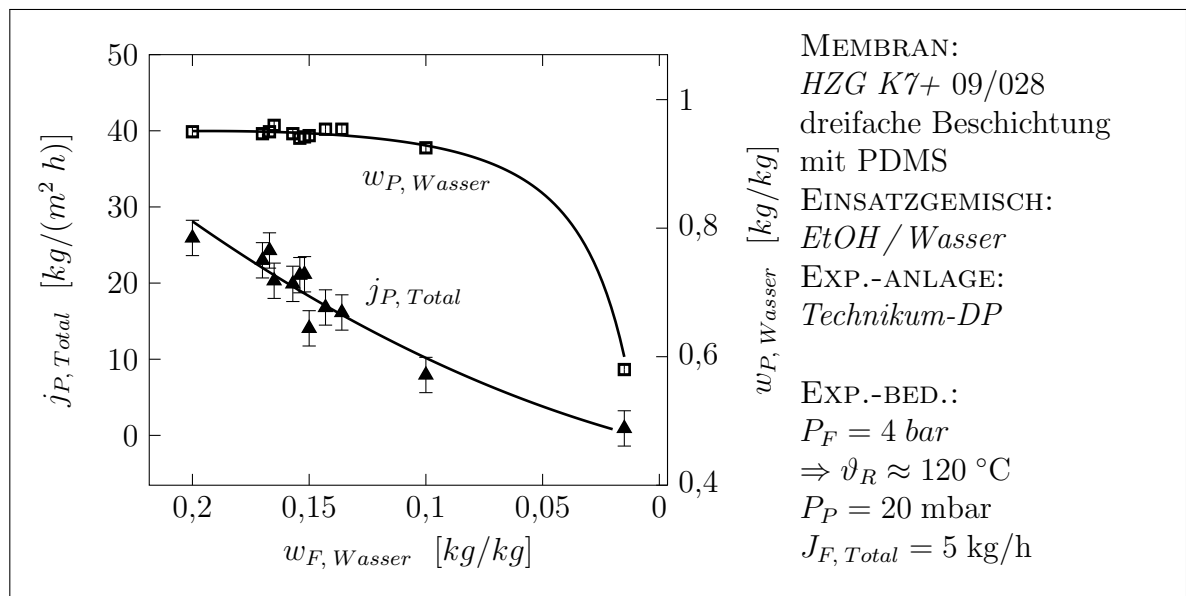 50
40
30
20
10
0
j_{P, Total} [kg/(m² h)]
w_{P, Wasser}
j_{P, Total}
1
0,8
0,6
0,4
w_{P, Wasser} [kg/kg]
0,2 0,15 0,1 0,05 0
w_{F, Wasser} [kg/kg]
MEMBRAN:
HZG K7+ 09/028
dreifache Beschichtung
mit PDMS
EINSATZGEMISCH:
EtOH / Wasser
EXP.-ANLAGE:
Technikum-DP
EXP.-BED.:
P_F = 4 bar
⇒ ϑ_R ≈ 120 °C
P_P = 20 mbar
J_{F, Total} = 5 kg/h